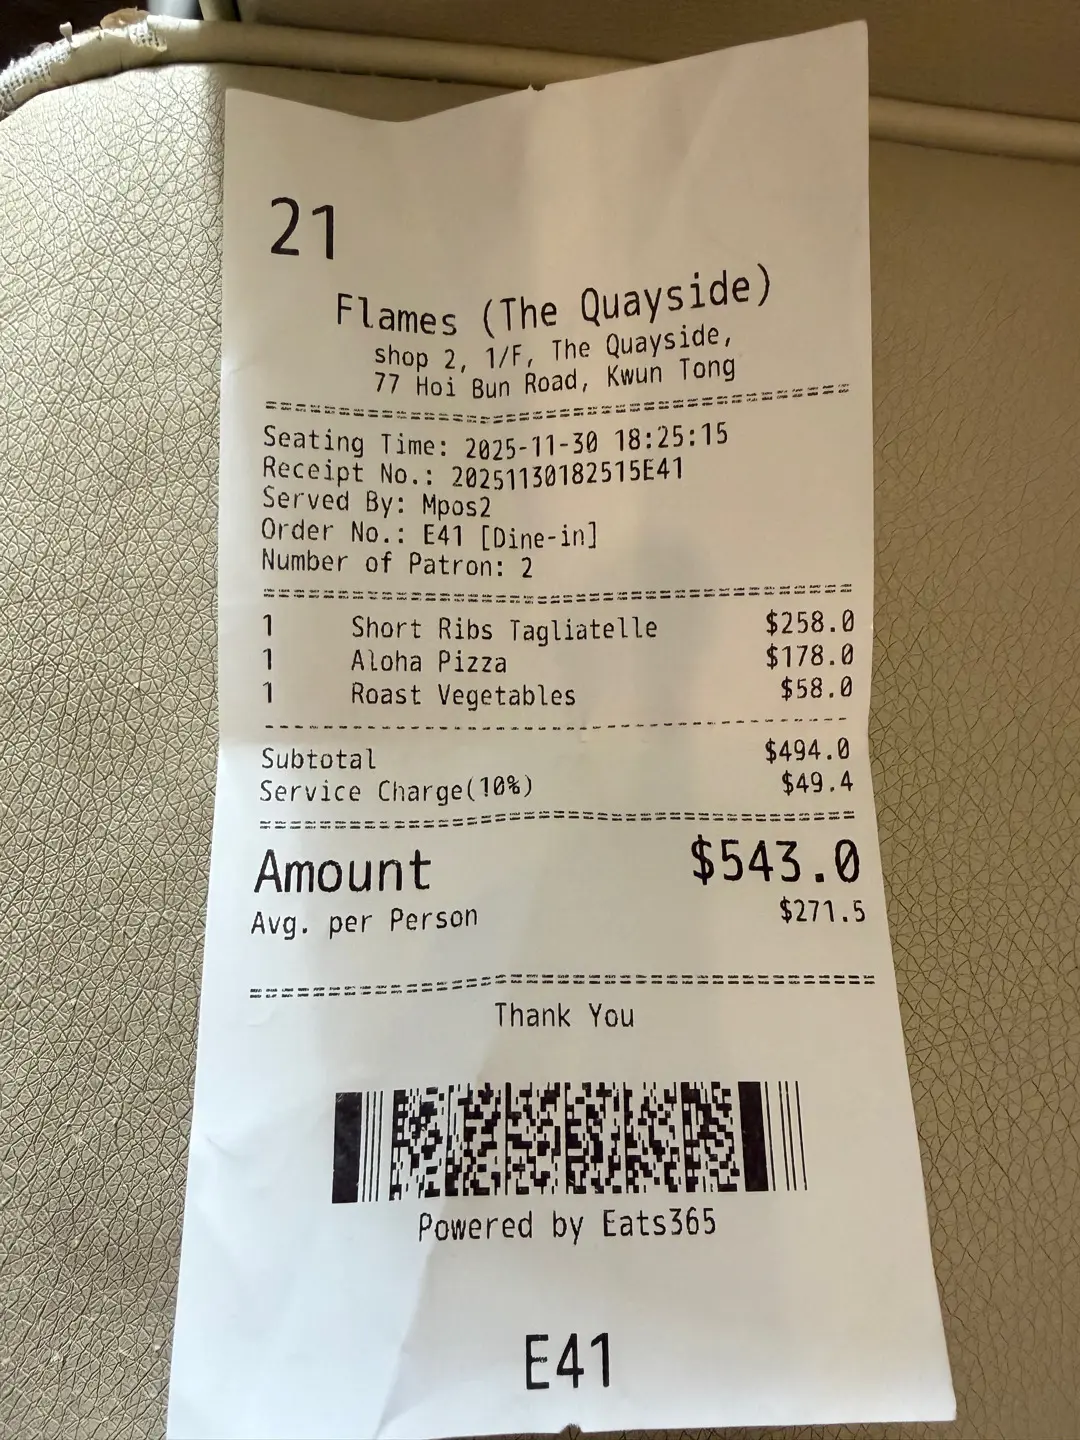 21
Flames (The Quayside)
shop 2, 1/F, The Quayside,
77 Hoi Bun Road, Kwun Tong
Seating Time: 2025-11-30 18:25:15
Receipt No.: 20251130182515E41
Served By: Mpos2
Order No.: E41 [Dine-in]
Number of Patron: 2
1 Short Ribs Tagliatelle $258.0
1 Aloha Pizza $178.0
1 Roast Vegetables $58.0
Subtotal $494.0
Service Charge(10%) $49.4
Amount $543.0
Avg. per Person $271.5
Thank You
Powered by Eats365
E41